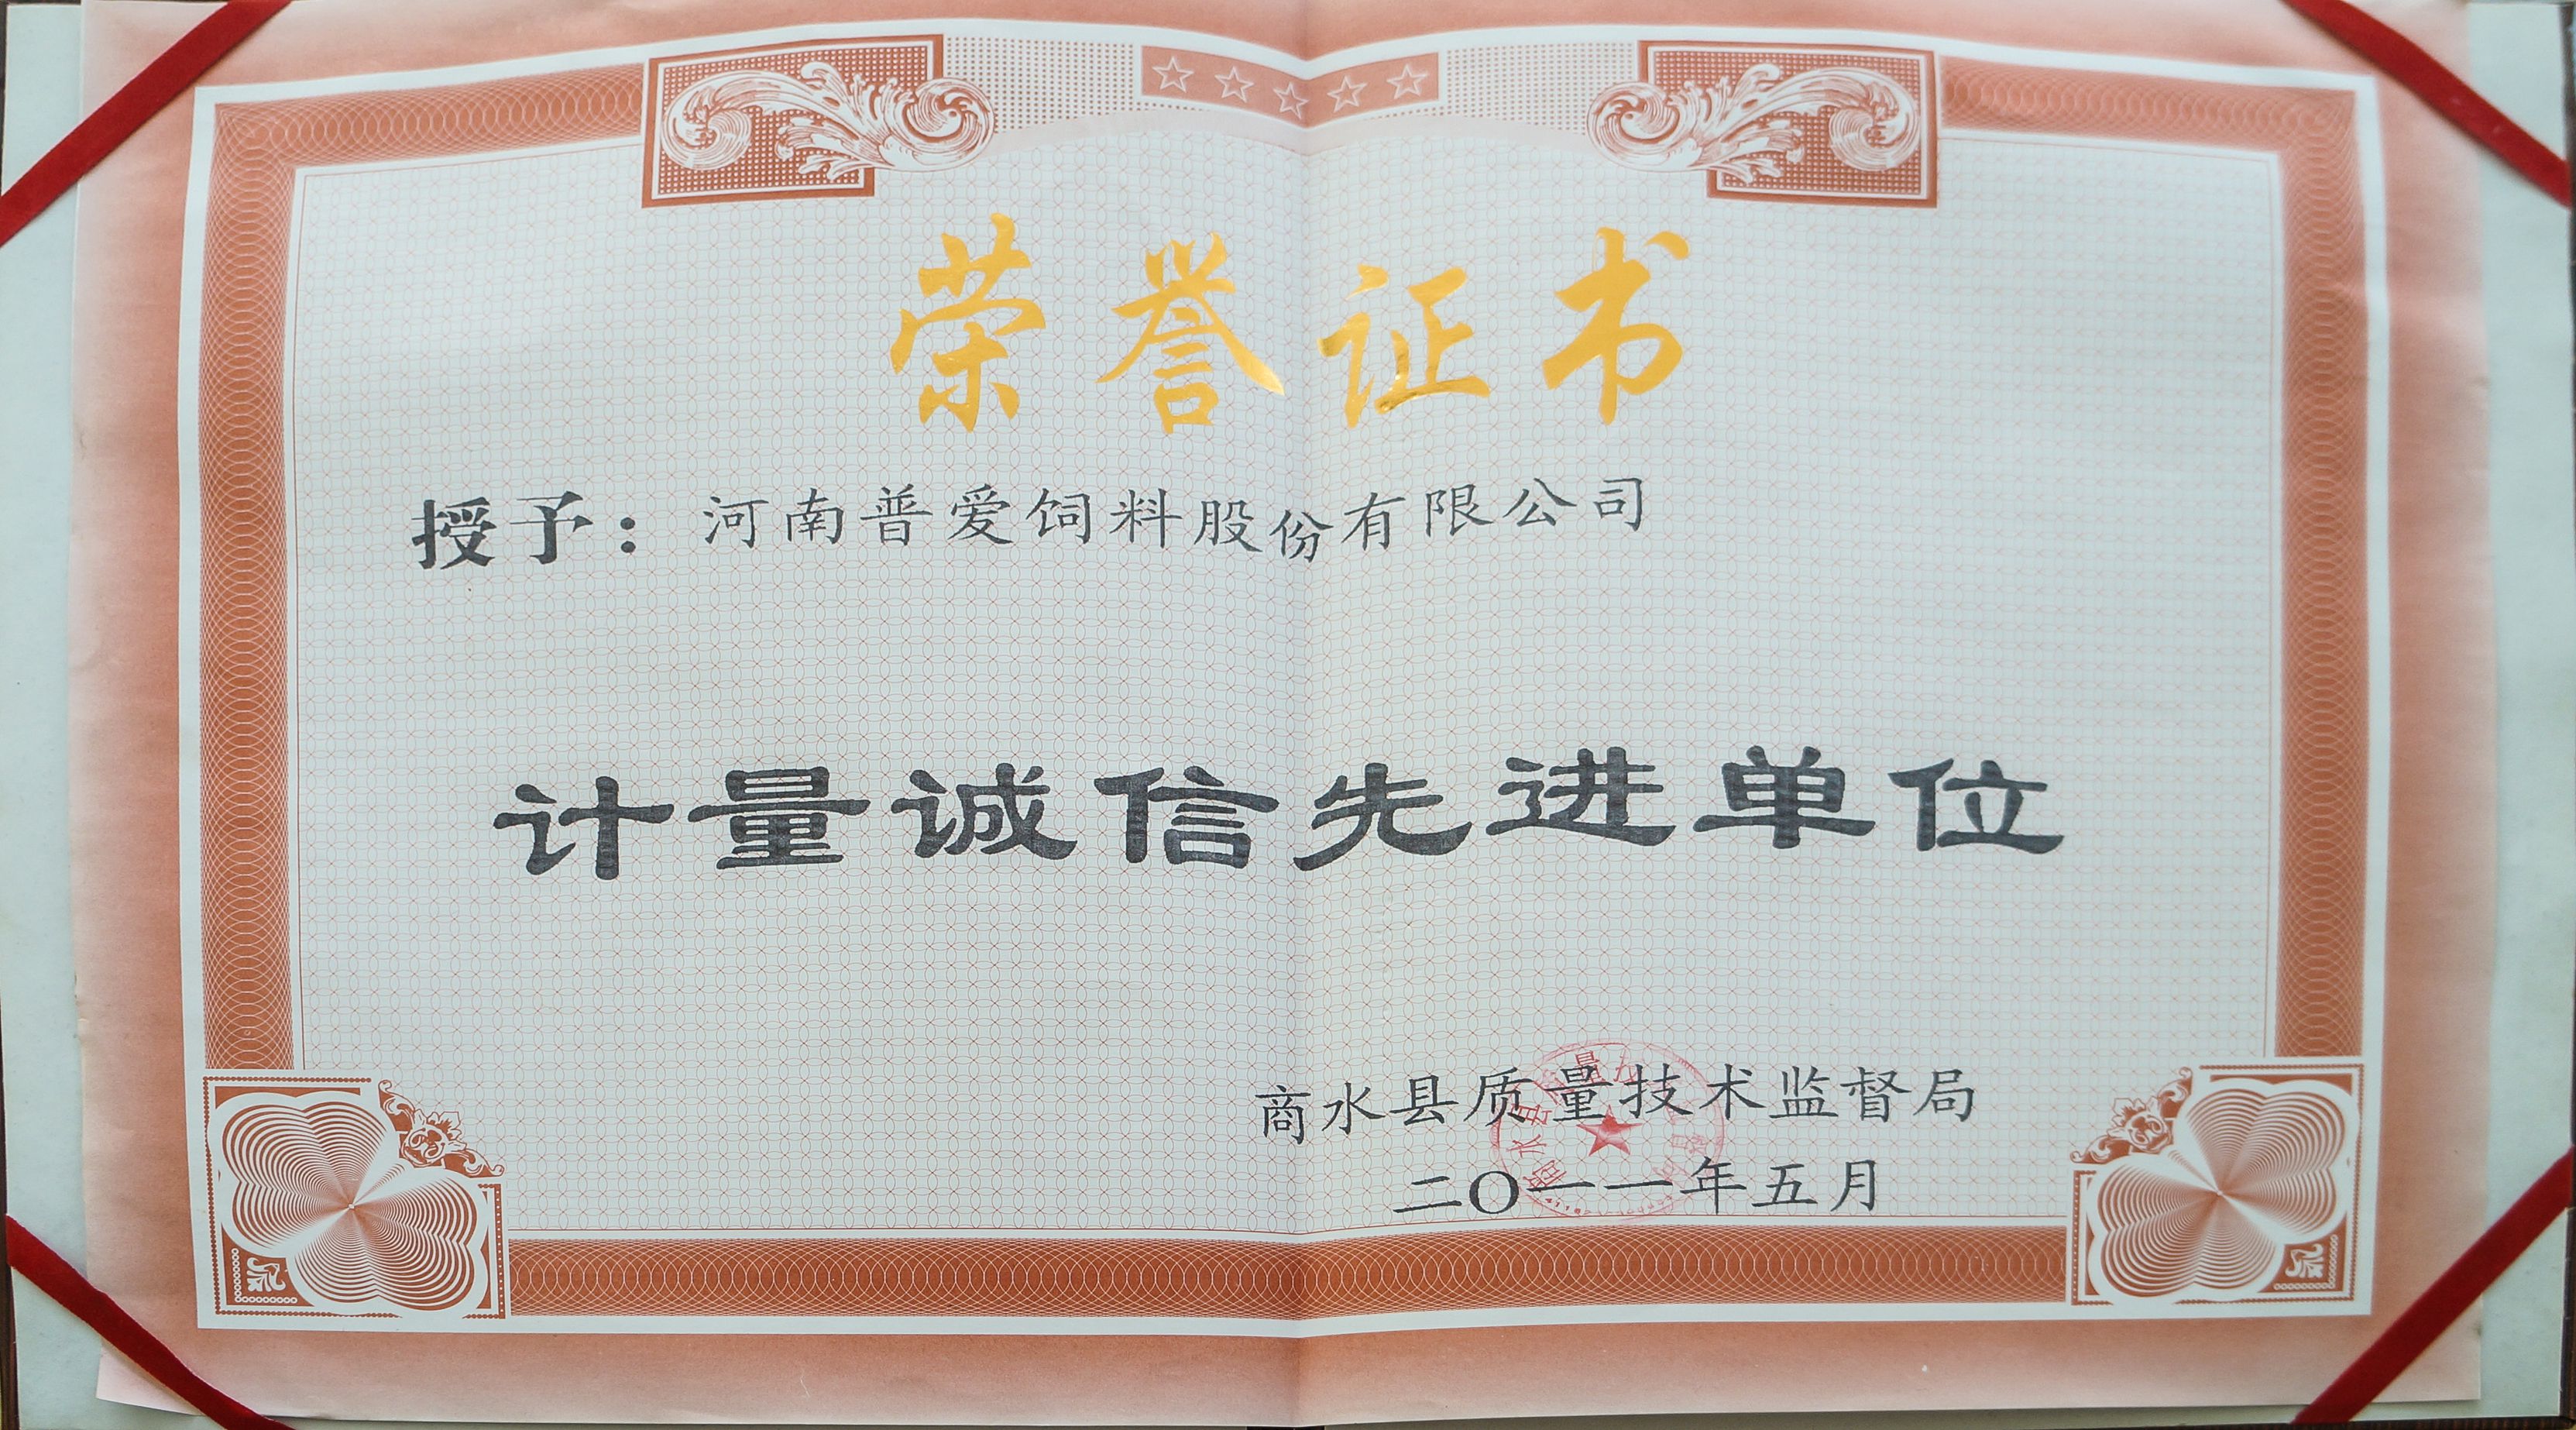 荣誉证书
授予：河南普爱饲料股份有限公司
计量诚信先进单位
商水县质量技术监督局
二〇一一年五月